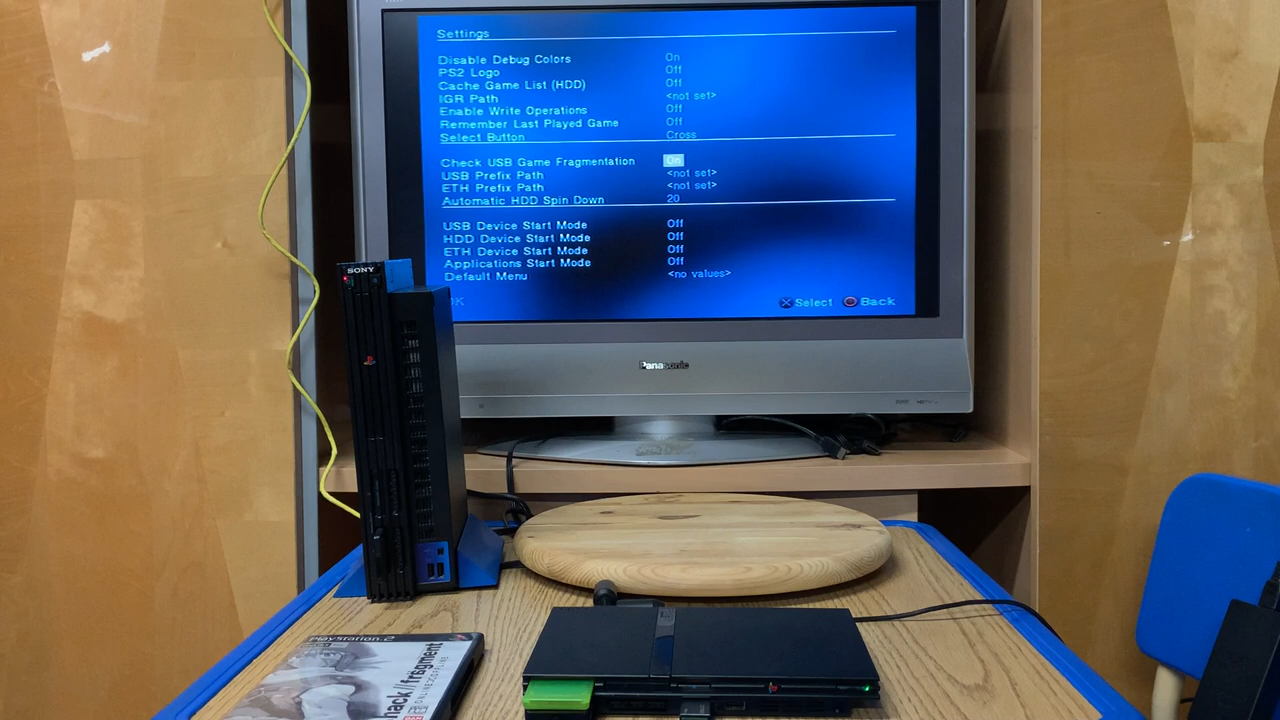 Settings
Disable Debug Colors On
PS2 Logo Off
Cache Game List (HDD) Off
IGR Path <not set>
Enable Write Operations Off
Remember Last Played Game Off
Select Button Cross
Check USB Game Fragmentation On
USB Prefix Path <not set>
ETH Prefix Path <not set>
Automatic HDD Spin Down 20
USB Device Start Mode Off
HDD Device Start Mode Off
ETH Device Start Mode Off
Applications Start Mode Off
Default Menu <no values>
OK
Select Back
SONY
Panasonic
PlayStation 2
hack//frägment